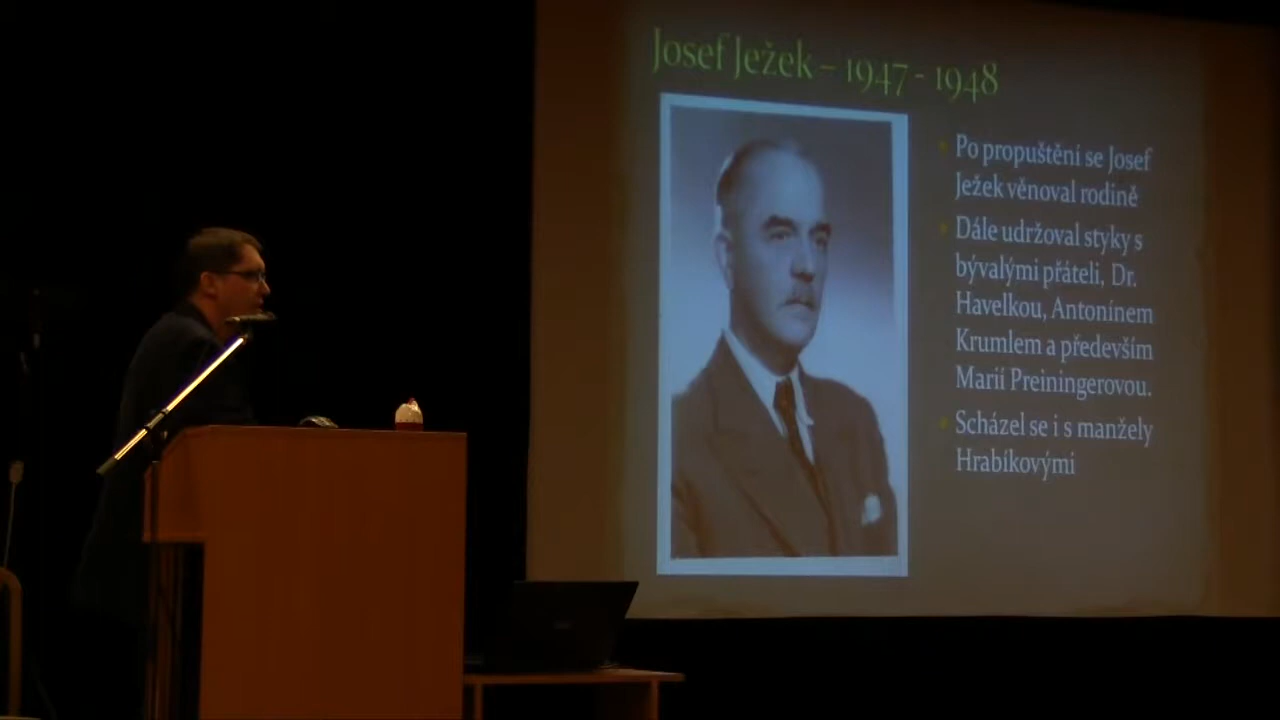 Josef Ježek – 1947 - 1948
Po propuštění se Josef
Ježek věnoval rodině
Dále udržoval styky s
bývalými přáteli, Dr.
Havelkou, Antonínem
Krumlem a především
Marií Preiningerovou.
Scházel se i s manžely
Hrabíkovými